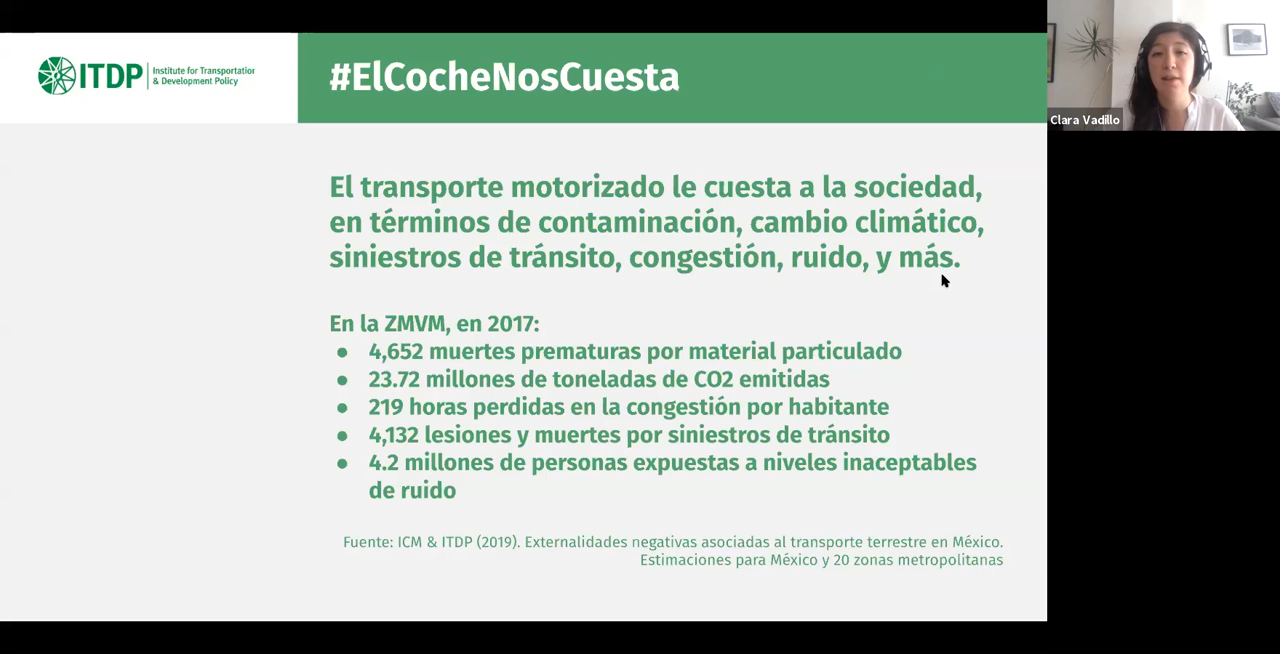 ITDP
Institute for Transportation
& Development Policy
#ElCocheNosCuesta
Clara Vadillo
El transporte motorizado le cuesta a la sociedad,
en términos de contaminación, cambio climático,
siniestros de tránsito, congestión, ruido, y más.
En la ZMVM, en 2017:
● 4,652 muertes prematuras por material particulado
● 23.72 millones de toneladas de CO2 emitidas
● 219 horas perdidas en la congestión por habitante
● 4,132 lesiones y muertes por siniestros de tránsito
● 4.2 millones de personas expuestas a niveles inaceptables
de ruido
Fuente: ICM & ITDP (2019). Externalidades negativas asociadas al transporte terrestre en México.
Estimaciones para México y 20 zonas metropolitanas